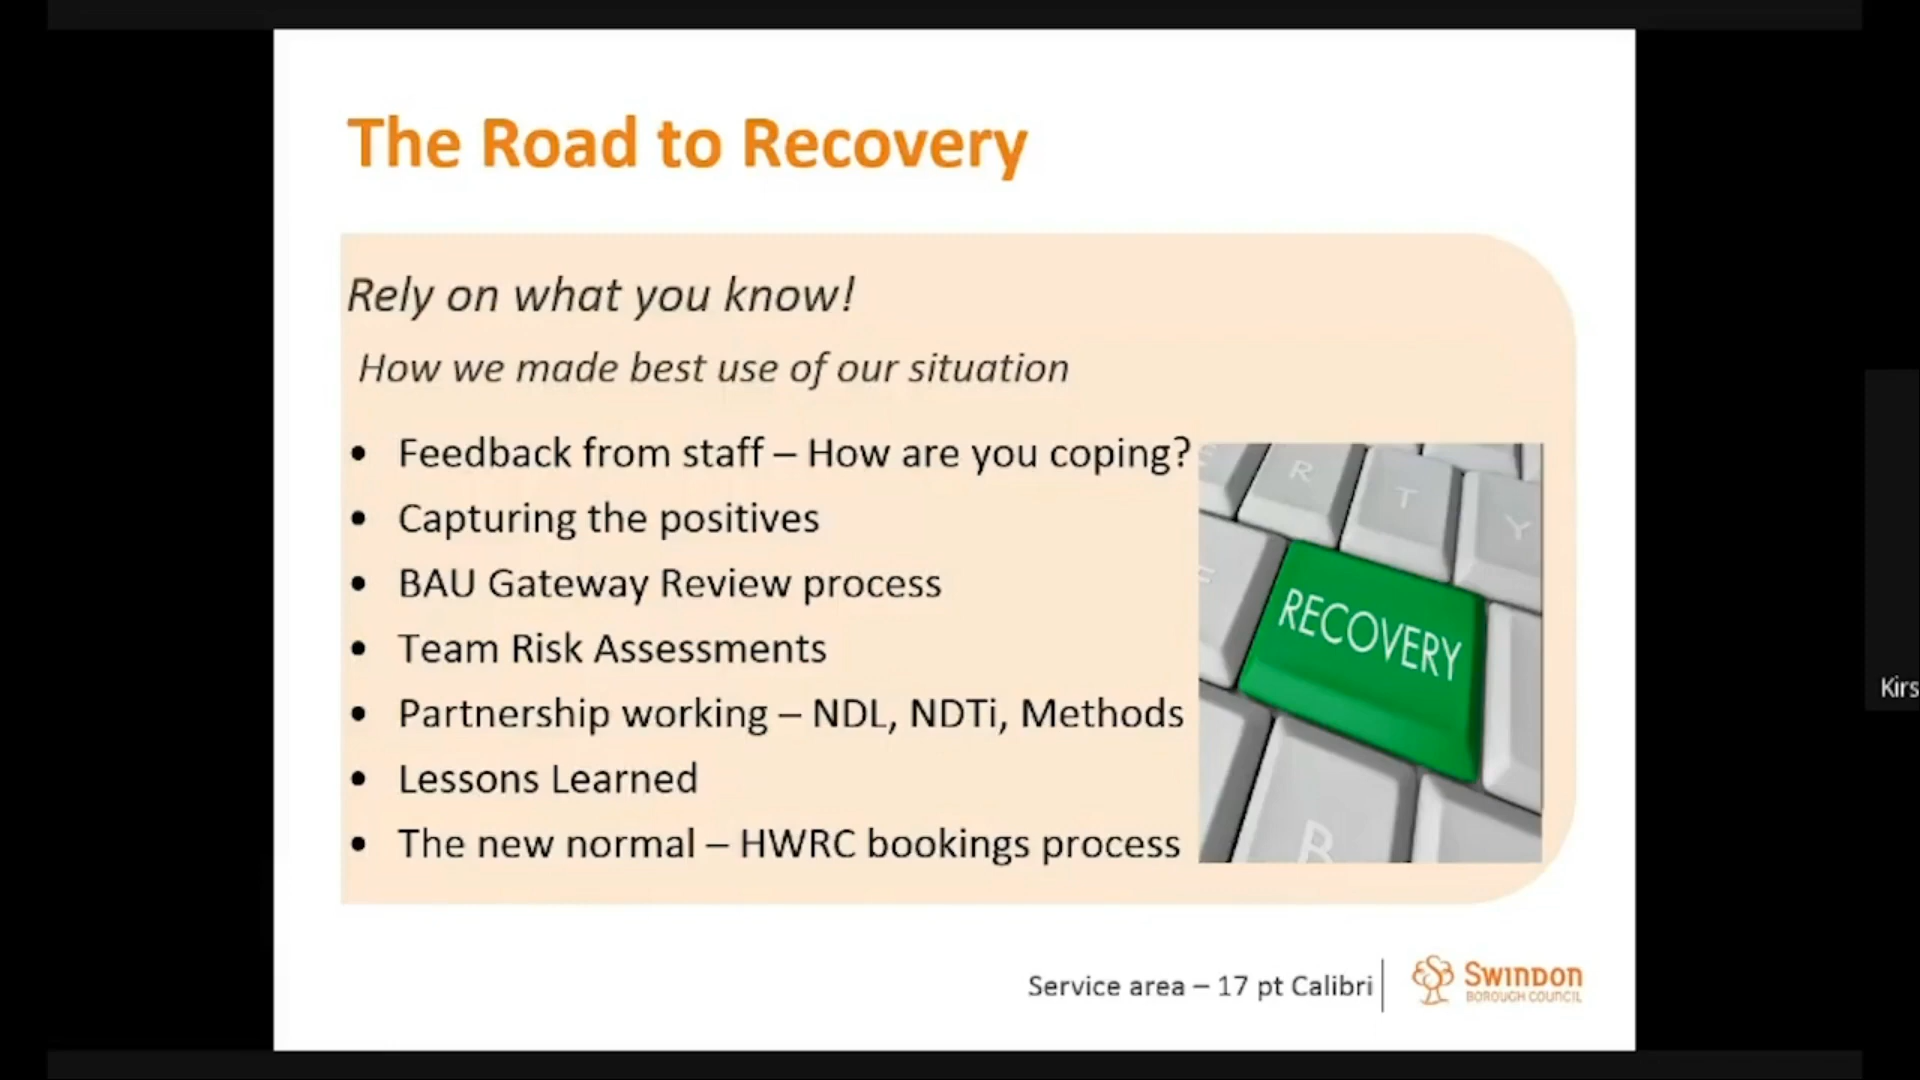 The Road to Recovery
Rely on what you know!
How we made best use of our situation
• Feedback from staff – How are you coping?
• Capturing the positives
• BAU Gateway Review process
• Team Risk Assessments
• Partnership working – NDL, NDTi, Methods
• Lessons Learned
• The new normal – HWRC bookings process
R
T
Y
RECOVERY
B
Service area – 17 pt Calibri
SWINDON
BOROUGH COUNCIL
Kirs